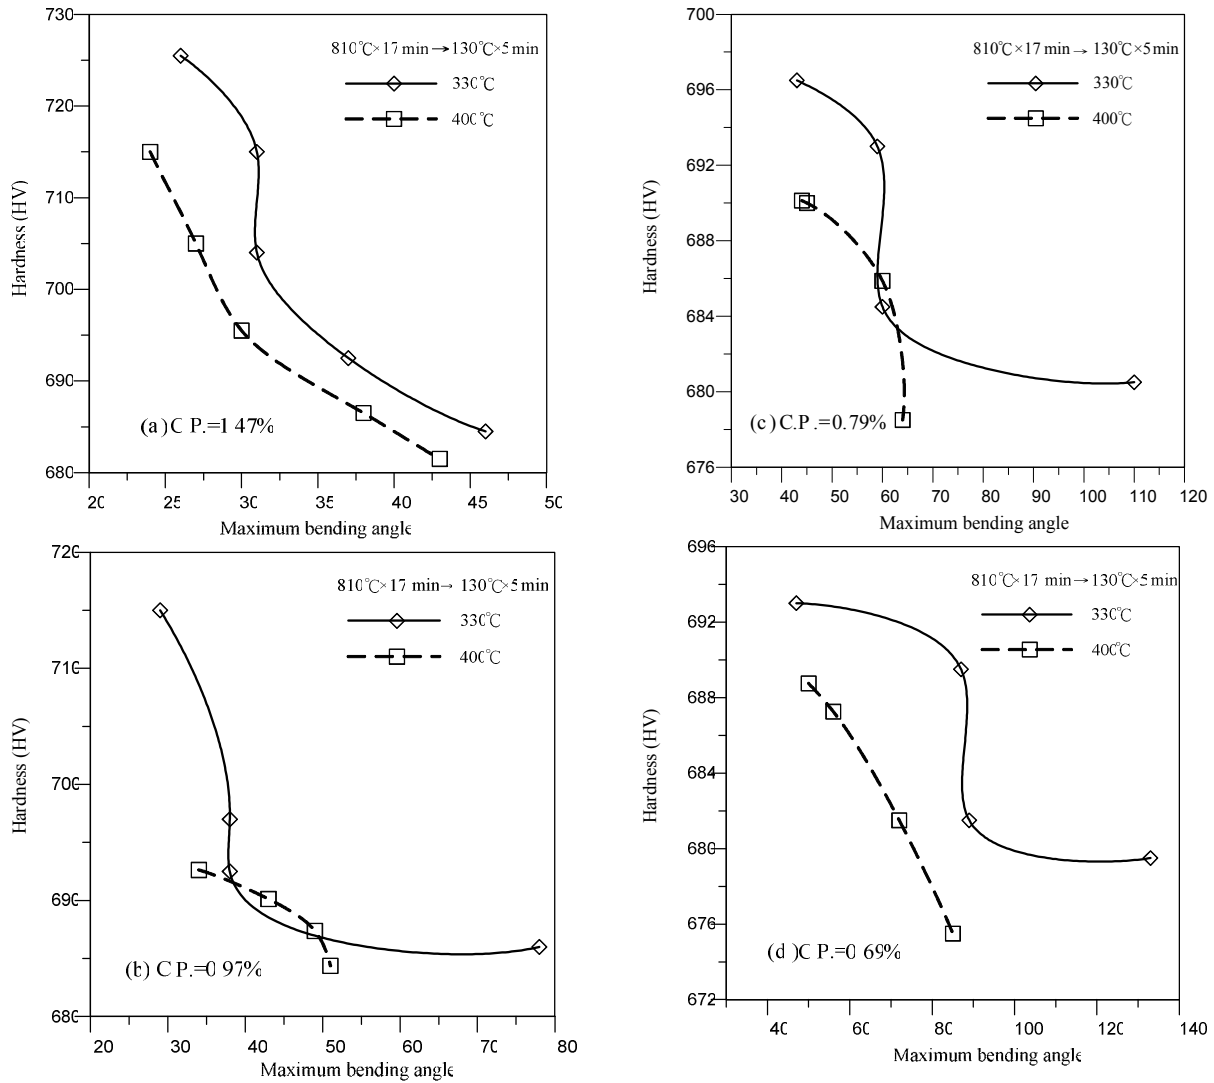 730
720
710
700
690
680
20 25 30 35 40 45 50
Hardness (HV)
Maximum bending angle
810℃×17 min→130℃×5 min
330℃
400℃
(a) C P.=1 47%
700
696
692
688
684
680
676
30 40 50 60 70 80 90 100 110 120
Hardness (HV)
Maximum bending angle
810℃×17 min→ 130℃×5min
330℃
400℃
(c) C.P.=0.79%
720
710
700
690
680
20 30 40 50 60 70 80
Hardness (HV)
Maximum bending angle
810℃×17 min→ 130℃×5 min
330℃
400℃
(b) C P.=0 97%
696
692
688
684
680
676
672
40 60 80 100 120 140
Hardness (HV)
Maximum bending angle
810℃×17 min→130℃×5 min
330℃
400℃
(d )C P.=0 69%